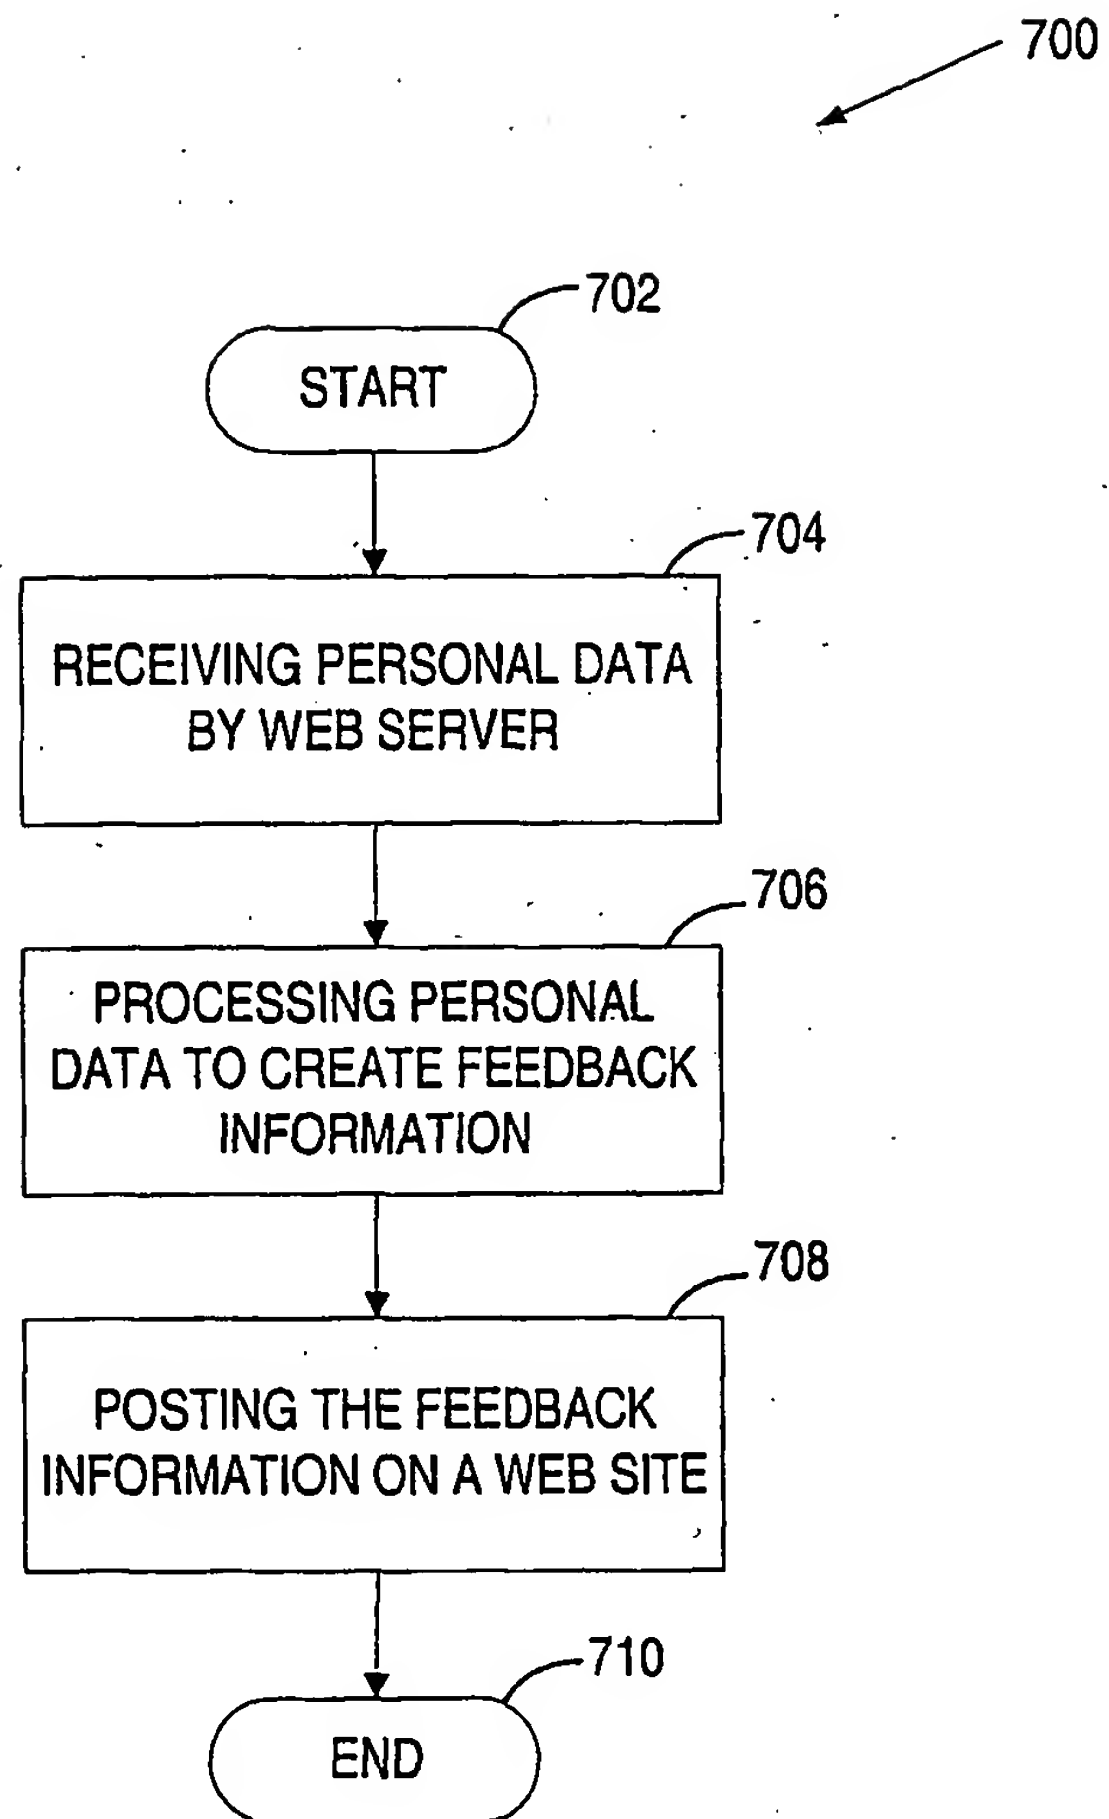 700
702
START
704
RECEIVING PERSONAL DATA
BY WEB SERVER
706
PROCESSING PERSONAL
DATA TO CREATE FEEDBACK
INFORMATION
708
POSTING THE FEEDBACK
INFORMATION ON A WEB SITE
710
END